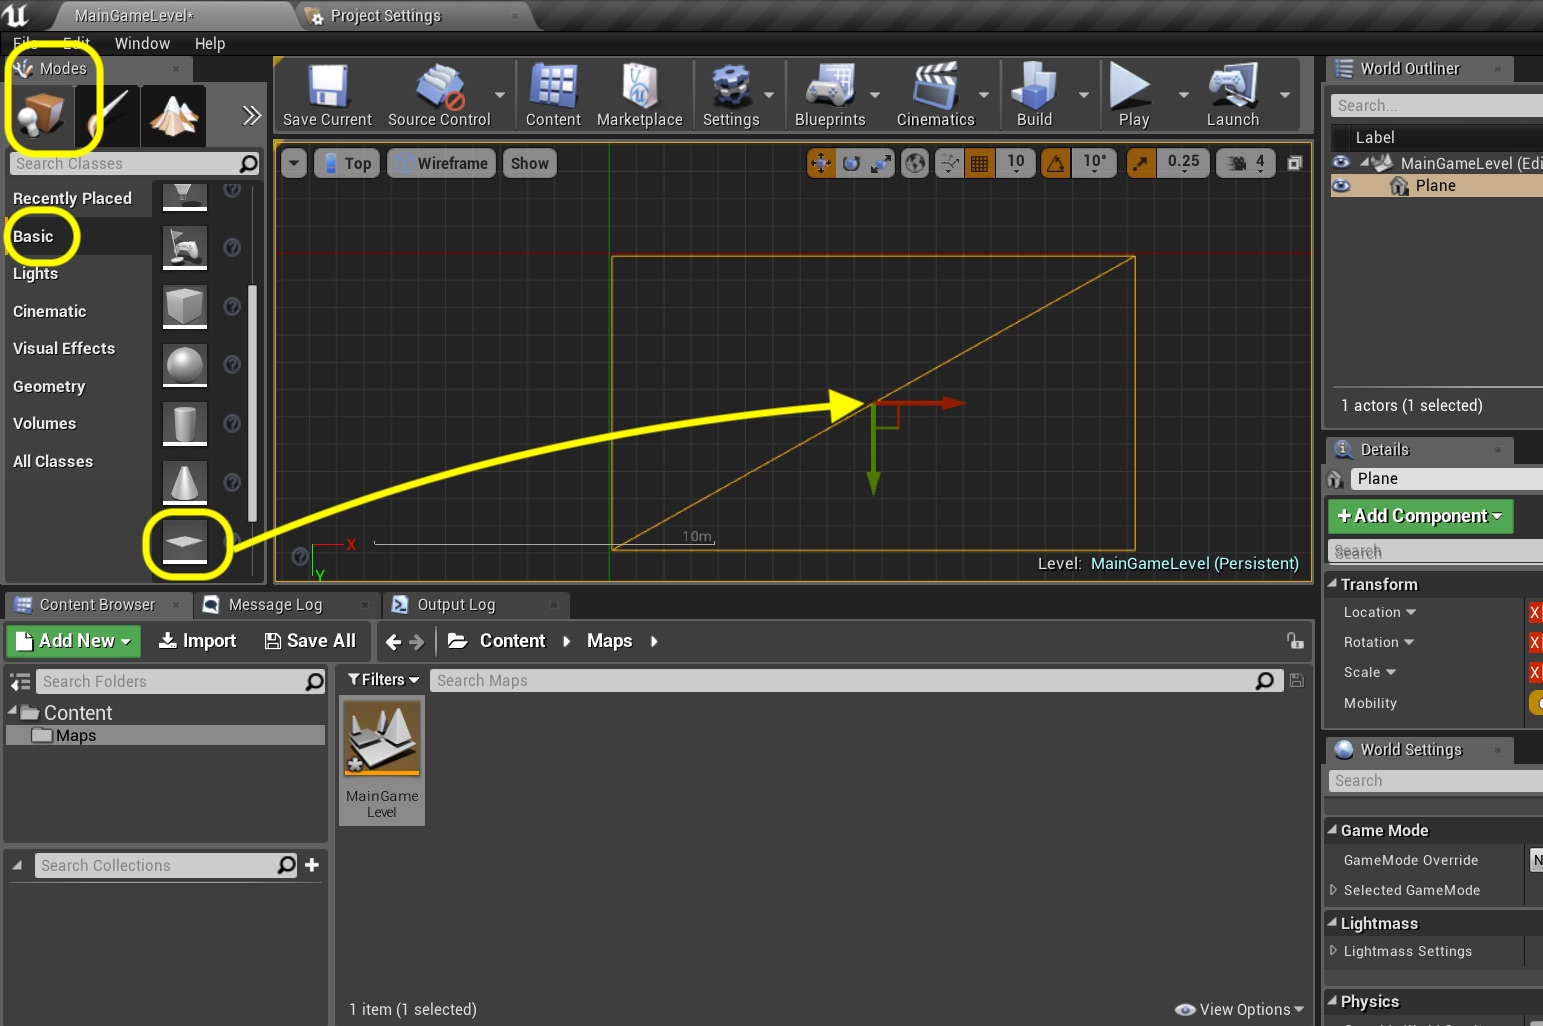 MainGameLevel*
Project Settings
File Edit Window Help
Modes
Search Classes
Recently Placed
Basic
Lights
Cinematic
Visual Effects
Geometry
Volumes
All Classes
Save Current
Source Control
Content
Marketplace
Settings
Blueprints
Cinematics
Build
Play
Launch
Top
Wireframe
Show
10
10°
0.25
4
10m
X
Y
Level: MainGameLevel (Persistent)
World Outliner
Search...
Label
MainGameLevel (Edi
Plane
1 actors (1 selected)
Details
Plane
+ Add Component
Search
Transform
Location
X
Rotation
X
Scale
X
Mobility
World Settings
Search
Game Mode
GameMode Override
N
Selected GameMode
Lightmass
Lightmass Settings
Physics
Content Browser
Message Log
Output Log
Add New
Import
Save All
Content
Maps
Search Folders
Filters
Search Maps
Content
Maps
MainGame
Level
Search Collections
1 item (1 selected)
View Options